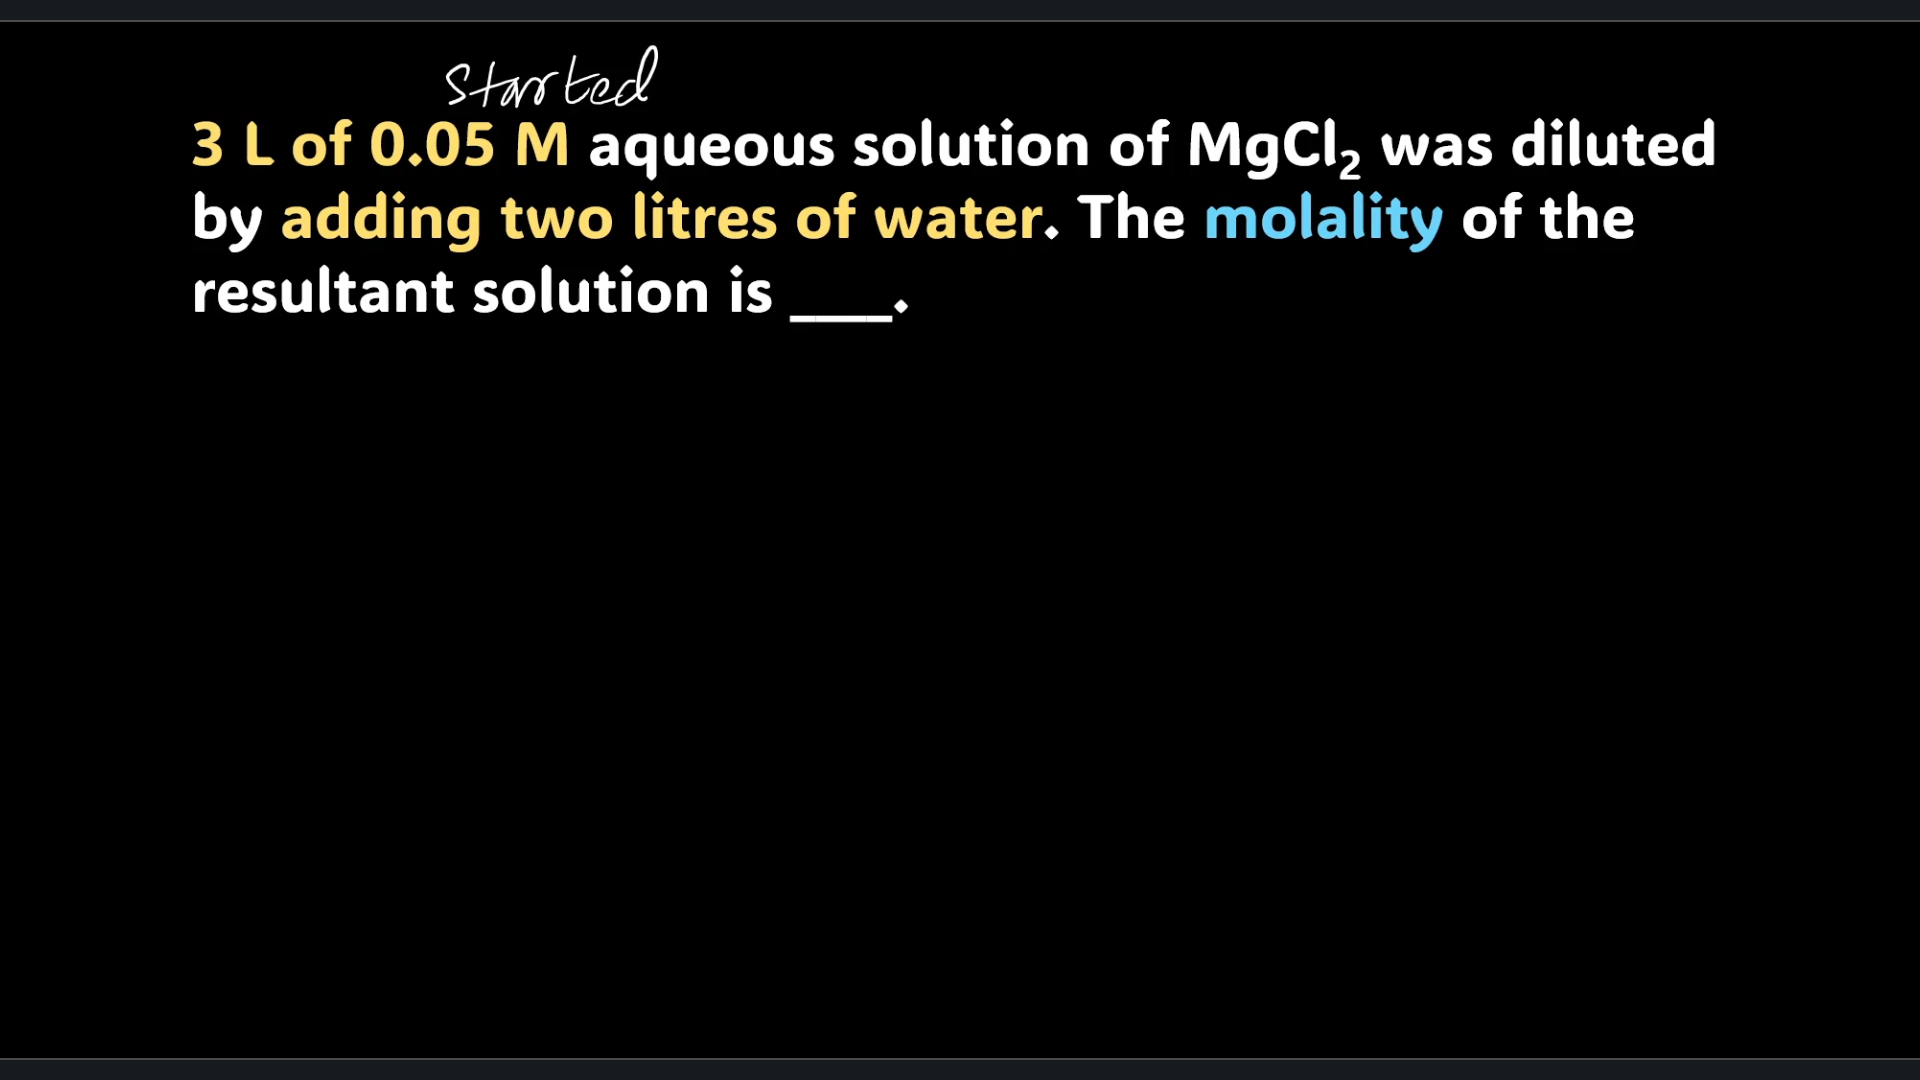 Started
3 L of 0.05 M aqueous solution of MgCl₂ was diluted
by adding two litres of water. The molality of the
resultant solution is ____.